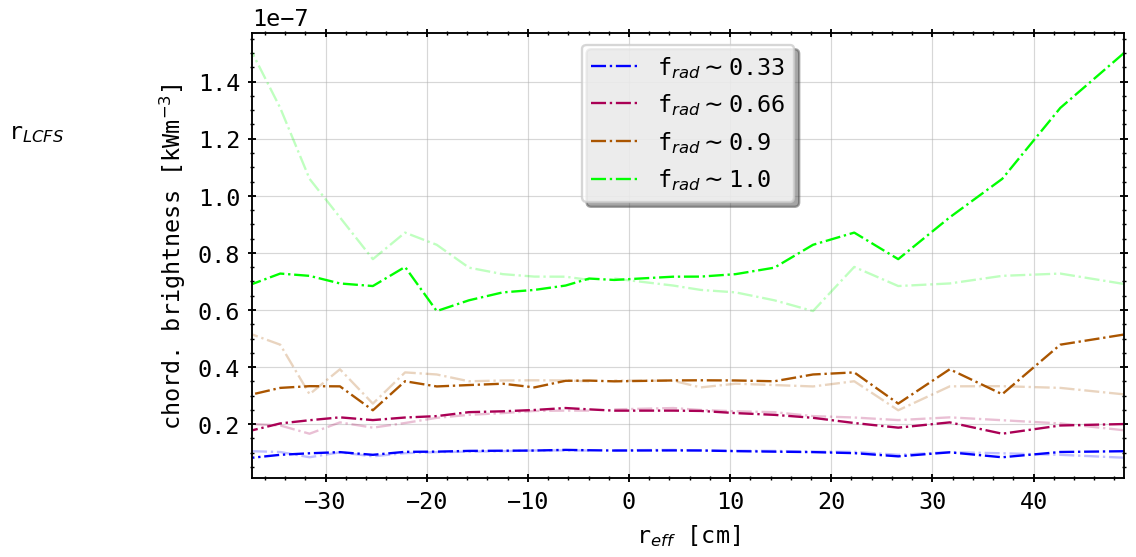 1e−7
r_LCFS
chord. brightness [kWm⁻³]
1.4
1.2
1.0
0.8
0.6
0.4
0.2
f_rad ~ 0.33
f_rad ~ 0.66
f_rad ~ 0.9
f_rad ~ 1.0
−30 −20 −10 0 10 20 30 40
r_eff [cm]